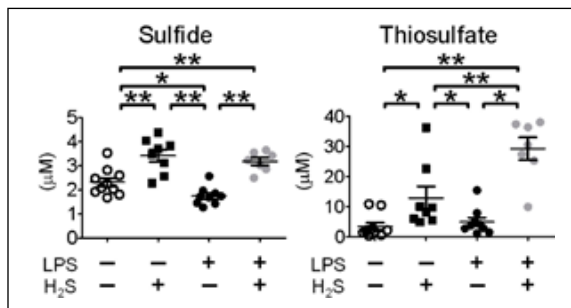 Sulfide
**
*
** ** **
(μM)
5
4
3
2
1
0
LPS − − + +
H₂S − + − +
Thiosulfate
**
**
* * *
(μM)
40
30
20
10
0
LPS − − + +
H₂S − + − +